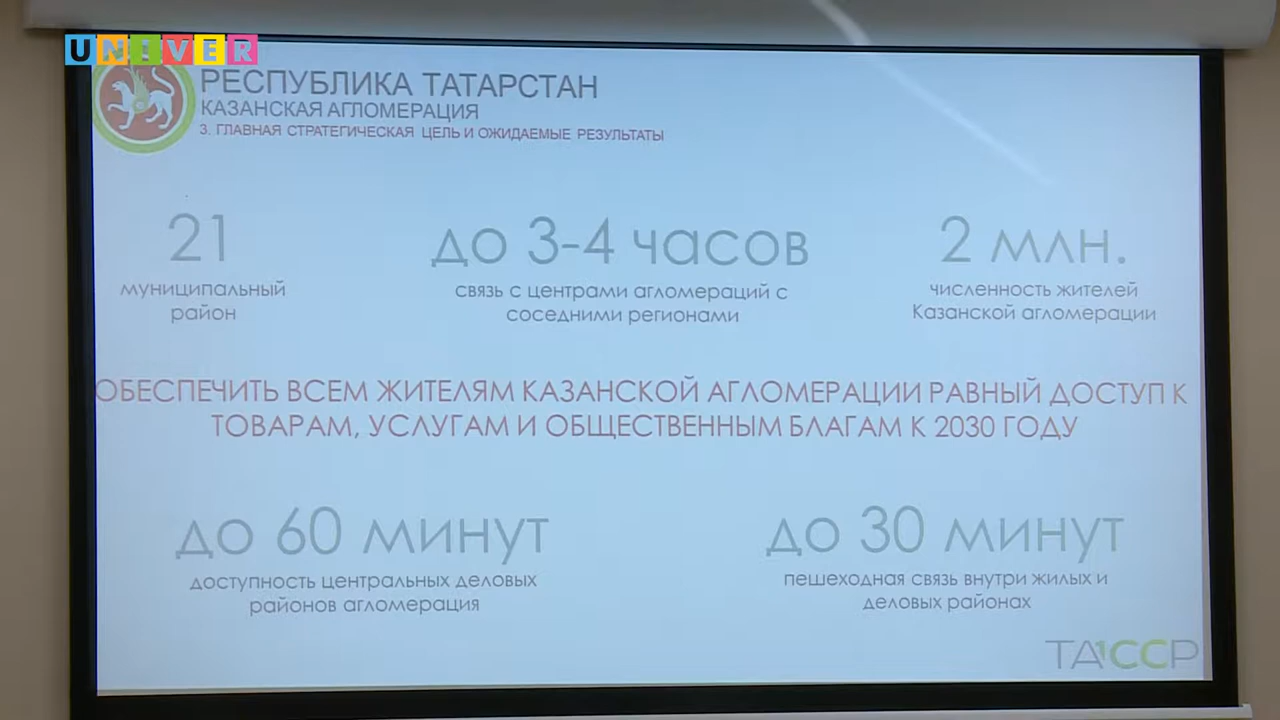 UNIVER
РЕСПУБЛИКА ТАТАРСТАН
КАЗАНСКАЯ АГЛОМЕРАЦИЯ
3. ГЛАВНАЯ СТРАТЕГИЧЕСКАЯ ЦЕЛЬ И ОЖИДАЕМЫЕ РЕЗУЛЬТАТЫ
21
муниципальный
район
до 3-4 часов
связь с центрами агломераций с
соседними регионами
2 млн.
численность жителей
Казанской агломерации
ОБЕСПЕЧИТЬ ВСЕМ ЖИТЕЛЯМ КАЗАНСКОЙ АГЛОМЕРАЦИИ РАВНЫЙ ДОСТУП К
ТОВАРАМ, УСЛУГАМ И ОБЩЕСТВЕННЫМ БЛАГАМ К 2030 ГОДУ
до 60 минут
доступность центральных деловых
районов агломерация
до 30 минут
пешеходная связь внутри жилых и
деловых районах